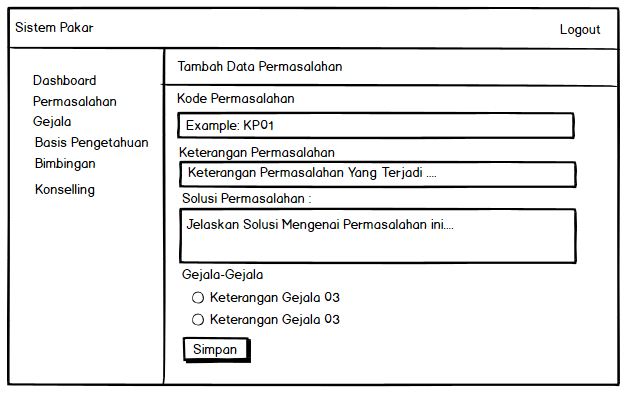 Sistem Pakar
Logout
Dashboard
Permasalahan
Gejala
Basis Pengetahuan
Bimbingan
Konselling
Tambah Data Permasalahan
Kode Permasalahan
Example: KP01
Keterangan Permasalahan
Keterangan Permasalahan Yang Terjadi ....
Solusi Permasalahan :
Jelaskan Solusi Mengenai Permasalahan ini....
Gejala-Gejala
Keterangan Gejala 03
Keterangan Gejala 03
Simpan